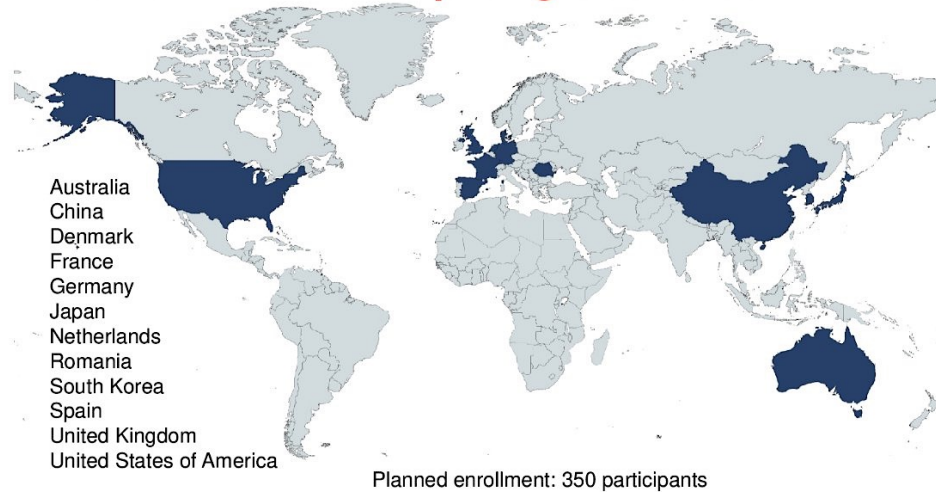 Australia
China
Denmark
France
Germany
Japan
Netherlands
Romania
South Korea
Spain
United Kingdom
United States of America
Planned enrollment: 350 participants